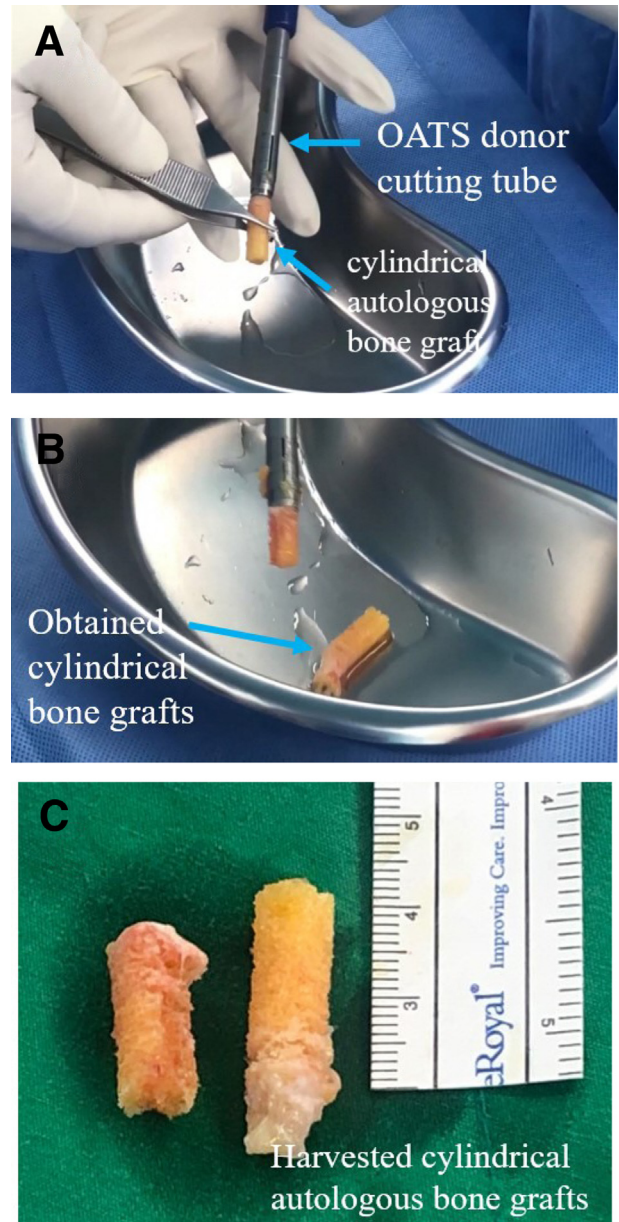 A
OATS donor
cutting tube
cylindrical
autologous
bone graft
B
Obtained
cylindrical
bone grafts
C
5
4
3
4
5
eRoyal® Improving Care. Impro
Harvested cylindrical
autologous bone grafts